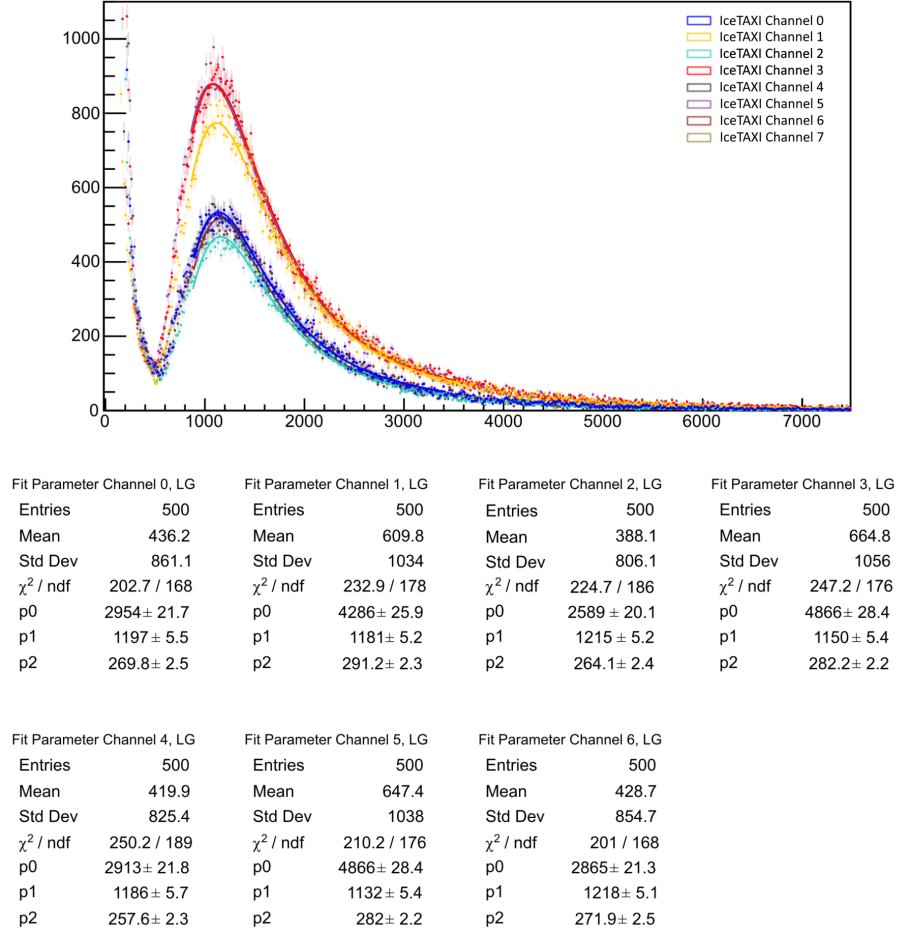 1000
800
600
400
200
0
0 1000 2000 3000 4000 5000 6000 7000
IceTAXI Channel 0
IceTAXI Channel 1
IceTAXI Channel 2
IceTAXI Channel 3
IceTAXI Channel 4
IceTAXI Channel 5
IceTAXI Channel 6
IceTAXI Channel 7
Fit Parameter Channel 0, LG
Entries 500
Mean 436.2
Std Dev 861.1
χ² / ndf 202.7 / 168
p0 2954± 21.7
p1 1197 ± 5.5
p2 269.8± 2.5
Fit Parameter Channel 1, LG
Entries 500
Mean 609.8
Std Dev 1034
χ² / ndf 232.9 / 178
p0 4286± 25.9
p1 1181± 5.2
p2 291.2± 2.3
Fit Parameter Channel 2, LG
Entries 500
Mean 388.1
Std Dev 806.1
χ² / ndf 224.7 / 186
p0 2589 ± 20.1
p1 1215 ± 5.2
p2 264.1± 2.4
Fit Parameter Channel 3, LG
Entries 500
Mean 664.8
Std Dev 1056
χ² / ndf 247.2 / 176
p0 4866± 28.4
p1 1150± 5.4
p2 282.2± 2.2
Fit Parameter Channel 4, LG
Entries 500
Mean 419.9
Std Dev 825.4
χ² / ndf 250.2 / 189
p0 2913± 21.8
p1 1186± 5.7
p2 257.6± 2.3
Fit Parameter Channel 5, LG
Entries 500
Mean 647.4
Std Dev 1038
χ² / ndf 210.2 / 176
p0 4866± 28.4
p1 1132± 5.4
p2 282± 2.2
Fit Parameter Channel 6, LG
Entries 500
Mean 428.7
Std Dev 854.7
χ² / ndf 201 / 168
p0 2865± 21.3
p1 1218± 5.1
p2 271.9± 2.5